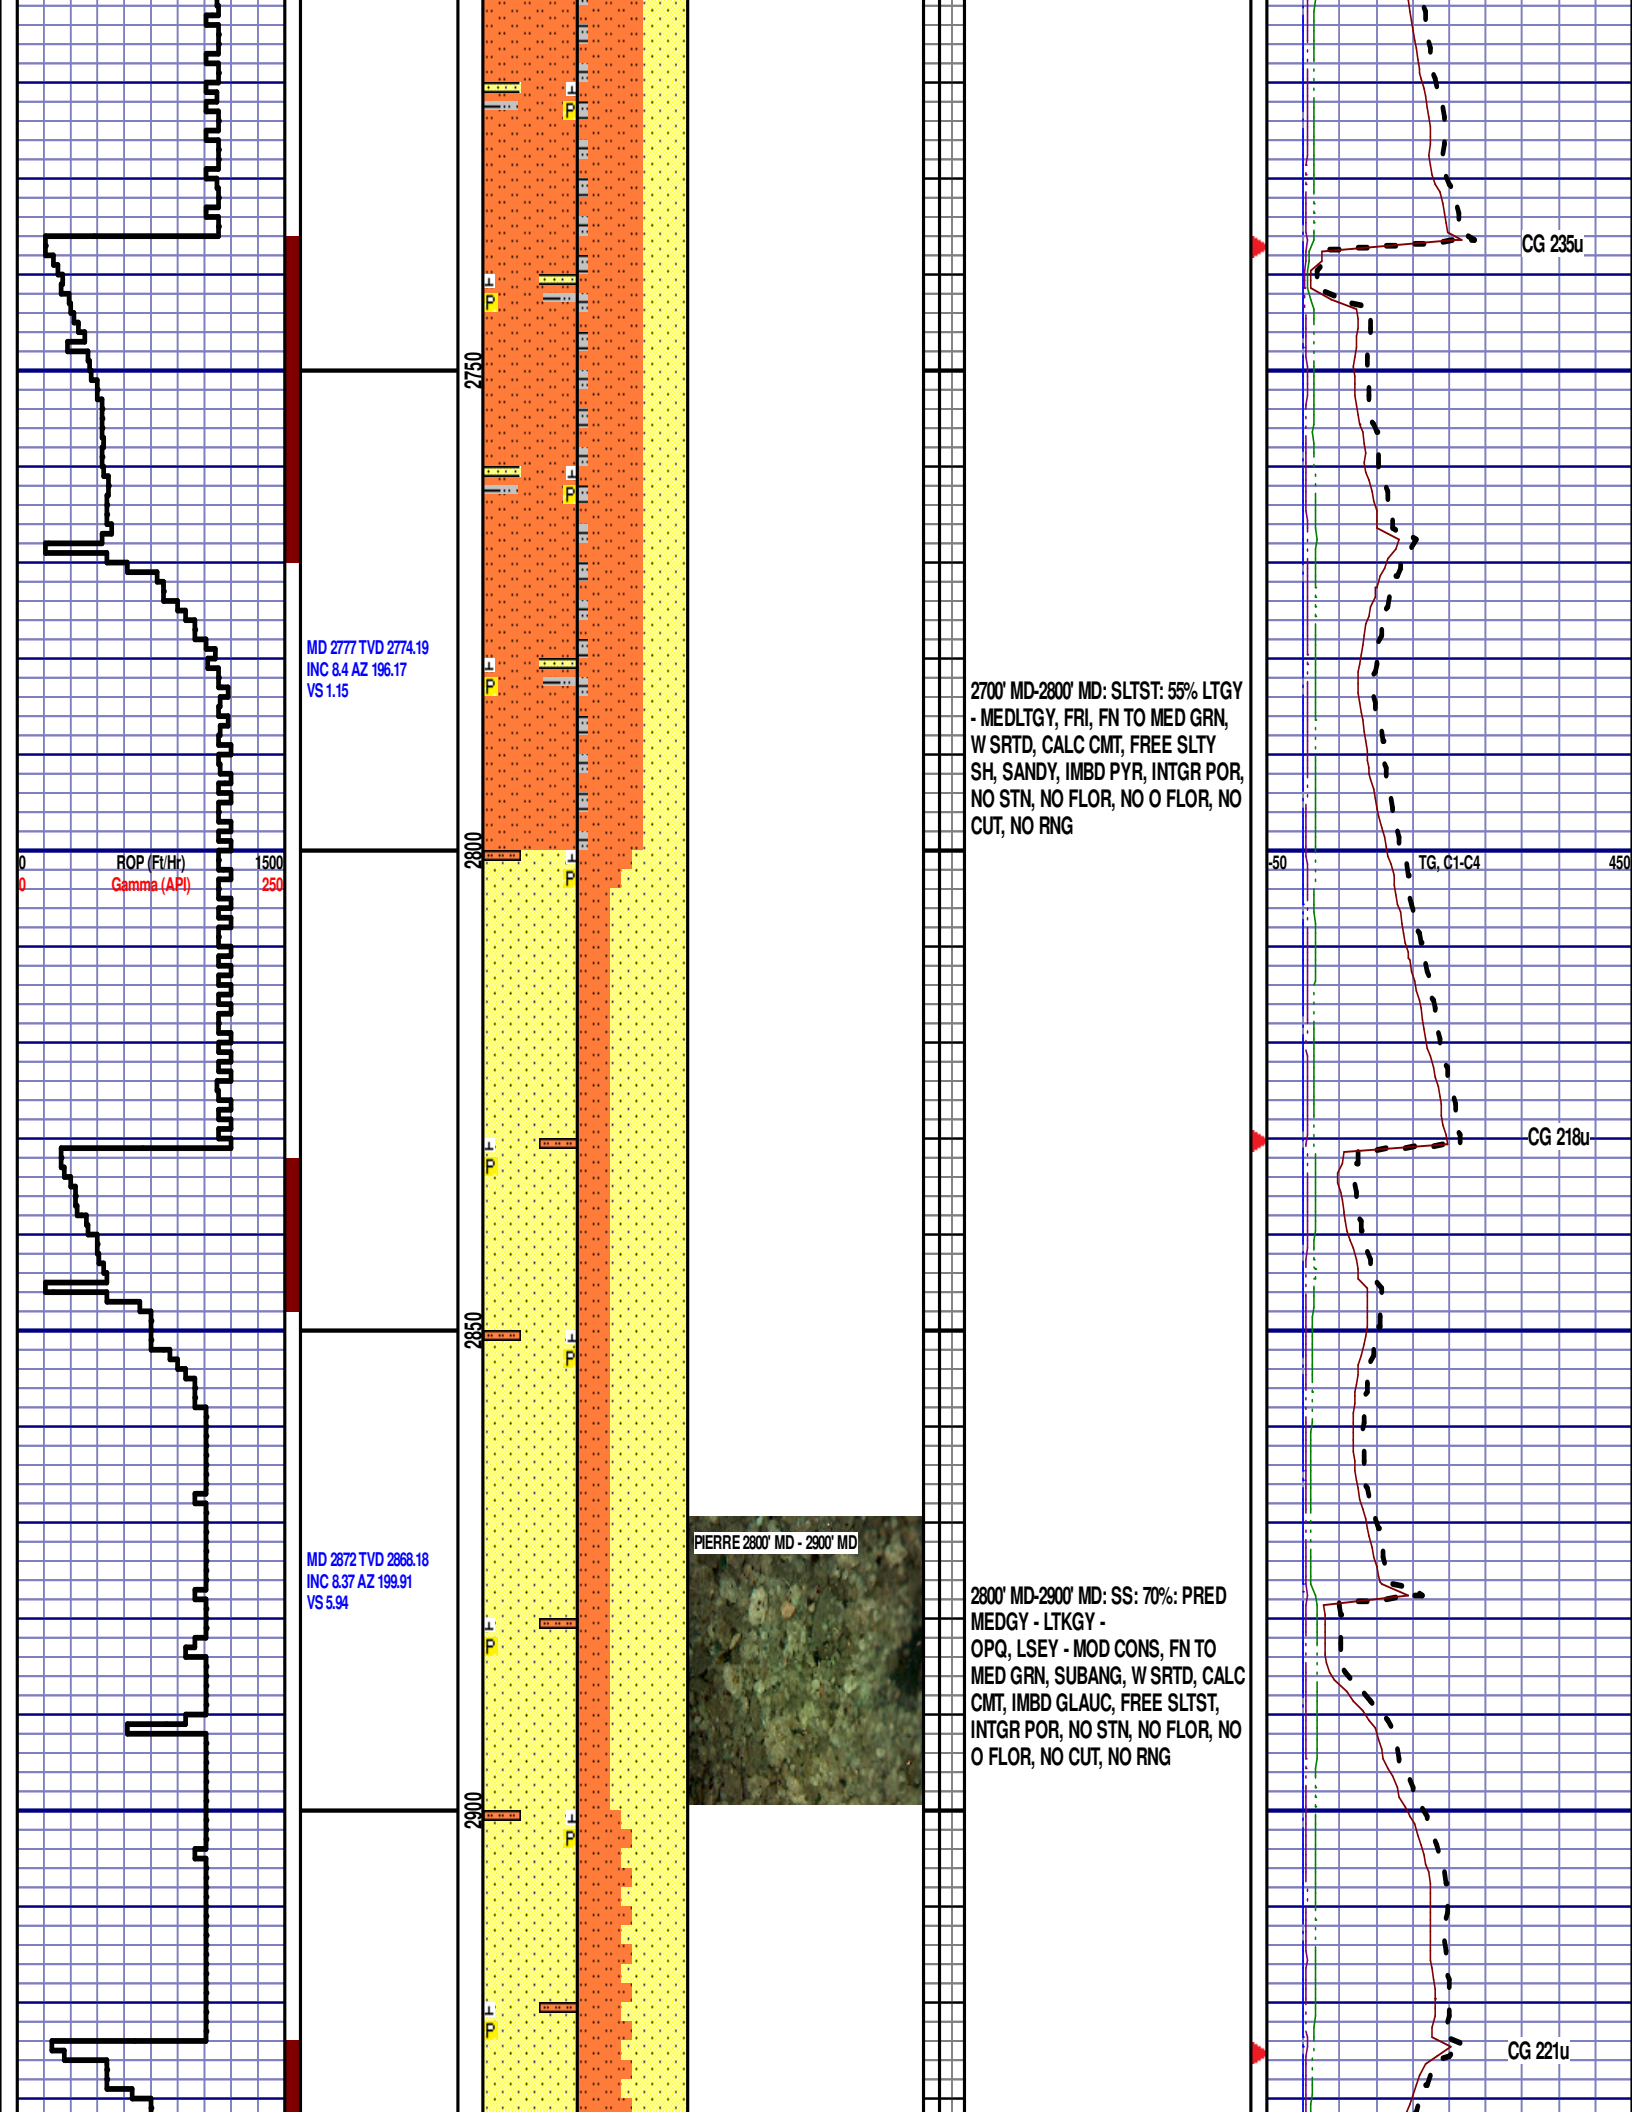 P
CG 235u
P
2750
P
MD 2777 TVD 2774.19
INC 8.4 AZ 196.17
VS 1.15
P
2700' MD-2800' MD: SLTST: 55% LTGY
- MEDLTGY, FRI, FN TO MED GRN,
W SRTD, CALC CMT, FREE SLTY
SH, SANDY, IMBD PYR, INTGR POR,
NO STN, NO FLOR, NO O FLOR, NO
CUT, NO RNG
2800
0 ROP (Ft/Hr) 1500
0 Gamma (API) 250
-50 TG, C1-C4 450
P
CG 218u
P
2850
P
PIERRE 2800' MD - 2900' MD
MD 2872 TVD 2868.18
INC 8.37 AZ 199.91
VS 5.94
2800' MD-2900' MD: SS: 70%: PRED
MEDGY - LTKGY -
OPQ, LSEY - MOD CONS, FN TO
MED GRN, SUBANG, W SRTD, CALC
CMT, IMBD GLAUC, FREE SLTST,
INTGR POR, NO STN, NO FLOR, NO
O FLOR, NO CUT, NO RNG
P
2900
P
P
CG 221u